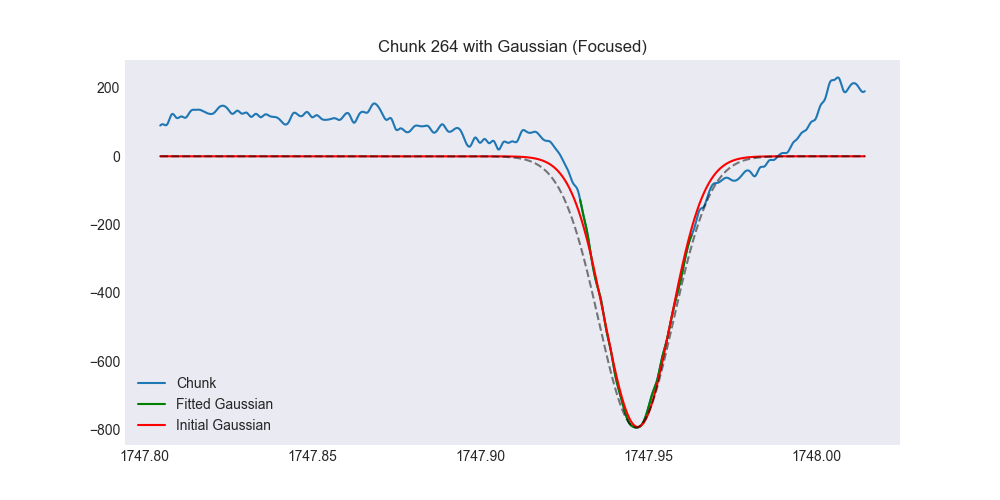 Chunk 264 with Gaussian (Focused)
200
0
−200
−400
−600
−800
Chunk
Fitted Gaussian
Initial Gaussian
1747.80 1747.85 1747.90 1747.95 1748.00